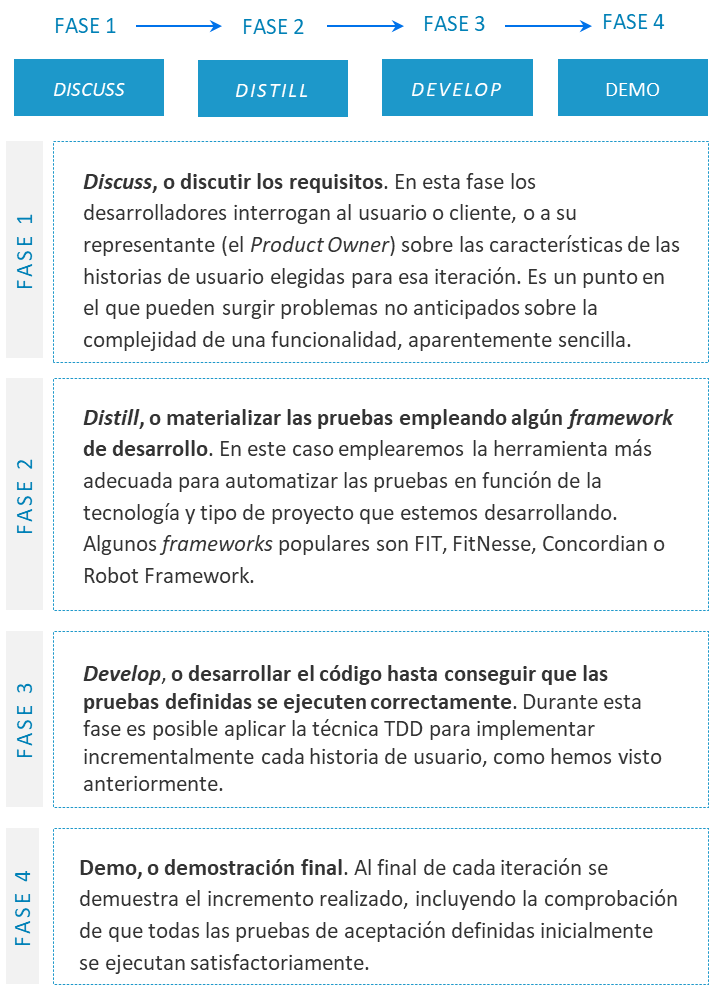 FASE 1 FASE 2 FASE 3 FASE 4
DISCUSS DISTILL DEVELOP DEMO
FASE 1
Discuss, o discutir los requisitos. En esta fase los
desarrolladores interrogan al usuario o cliente, o a su
representante (el Product Owner) sobre las características de las
historias de usuario elegidas para esa iteración. Es un punto en
el que pueden surgir problemas no anticipados sobre la
complejidad de una funcionalidad, aparentemente sencilla.
FASE 2
Distill, o materializar las pruebas empleando algún framework
de desarrollo. En este caso emplearemos la herramienta más
adecuada para automatizar las pruebas en función de la
tecnología y tipo de proyecto que estemos desarrollando.
Algunos frameworks populares son FIT, FitNesse, Concordian o
Robot Framework.
FASE 3
Develop, o desarrollar el código hasta conseguir que las
pruebas definidas se ejecuten correctamente. Durante esta
fase es posible aplicar la técnica TDD para implementar
incrementalmente cada historia de usuario, como hemos visto
anteriormente.
FASE 4
Demo, o demostración final. Al final de cada iteración se
demuestra el incremento realizado, incluyendo la comprobación
de que todas las pruebas de aceptación definidas inicialmente
se ejecutan satisfactoriamente.